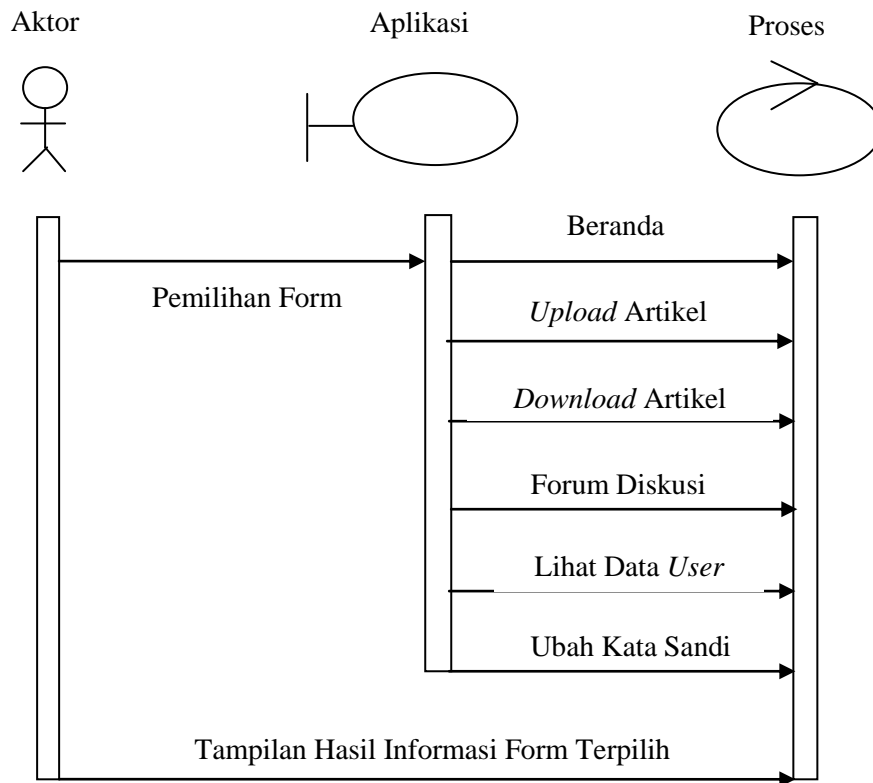 Aktor
Aplikasi
Proses
Beranda
Pemilihan Form
Upload Artikel
Download Artikel
Forum Diskusi
Lihat Data User
Ubah Kata Sandi
Tampilan Hasil Informasi Form Terpilih